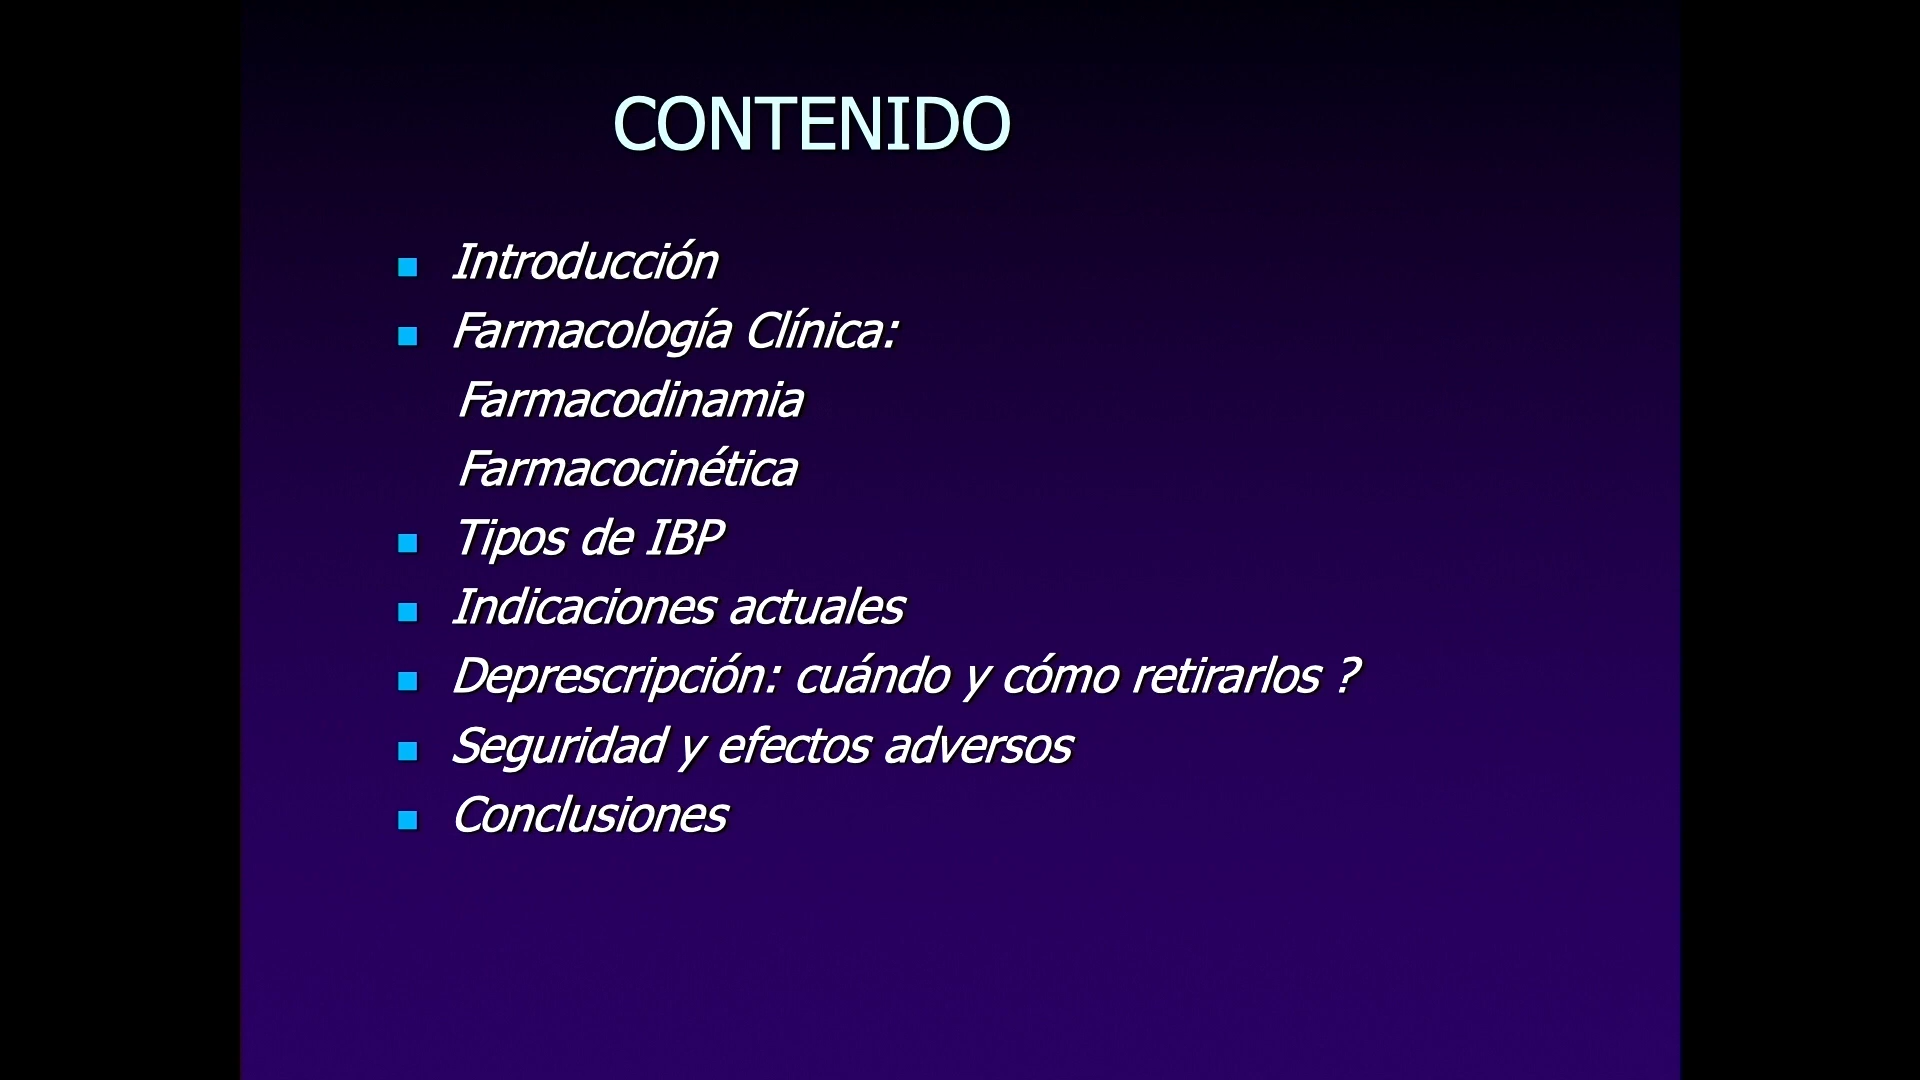 CONTENIDO
Introducción
Farmacología Clínica:
Farmacodinamia
Farmacocinética
Tipos de IBP
Indicaciones actuales
Deprescripción: cuándo y cómo retirarlos ?
Seguridad y efectos adversos
Conclusiones